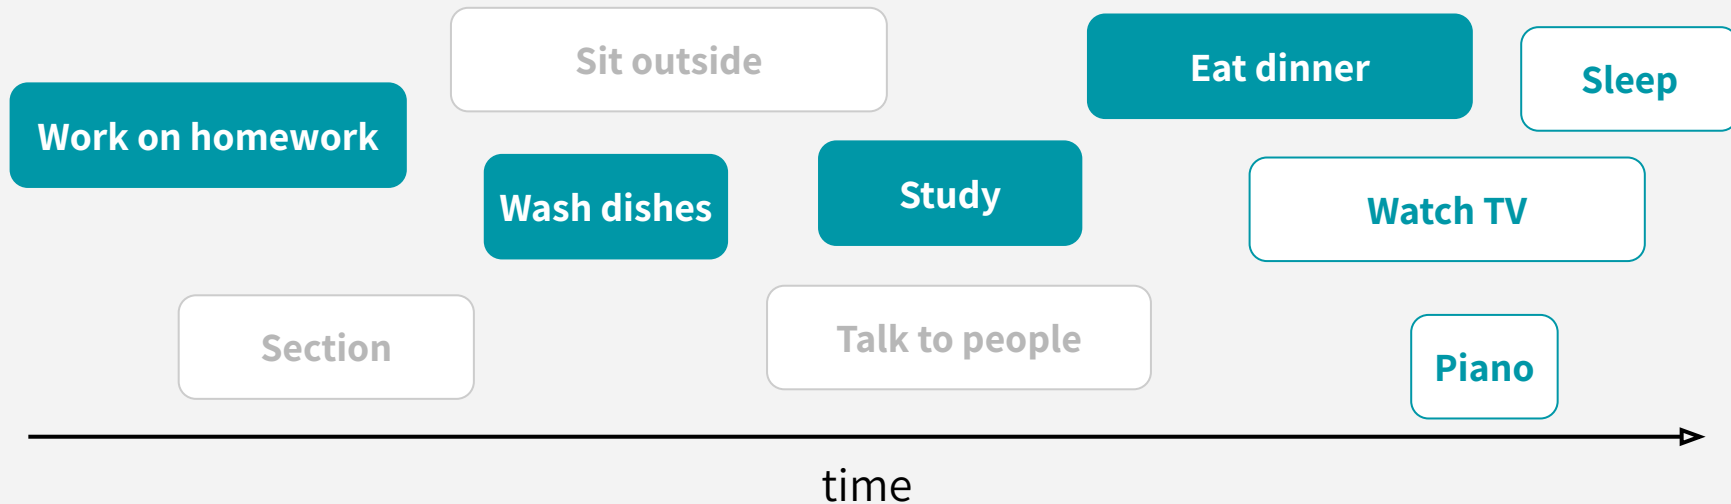 Sit outside
Eat dinner
Sleep
Work on homework
Wash dishes
Study
Watch TV
Section
Talk to people
Piano
time